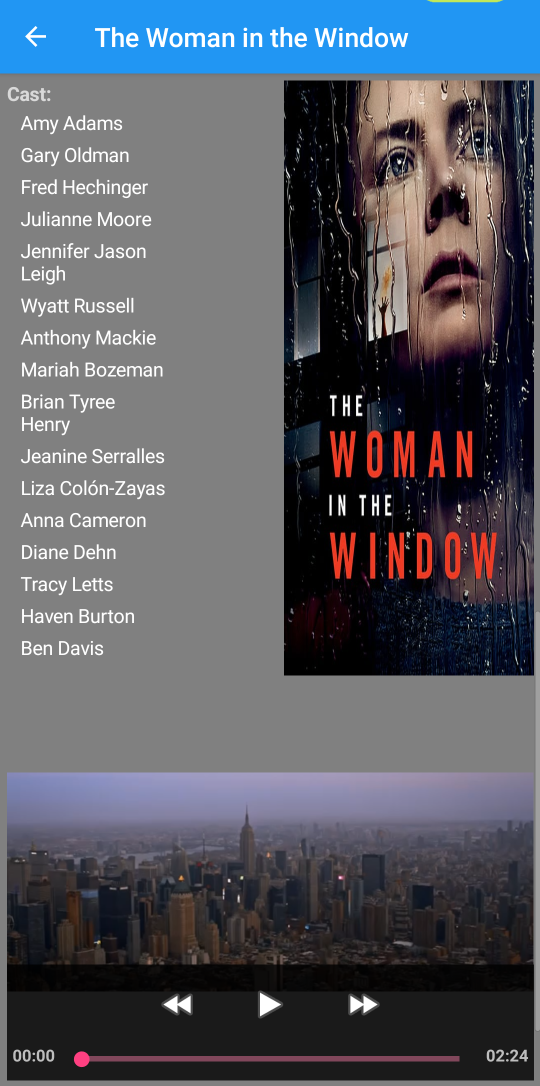 The Woman in the Window
Cast:
Amy Adams
Gary Oldman
Fred Hechinger
Julianne Moore
Jennifer Jason
Leigh
Wyatt Russell
Anthony Mackie
Mariah Bozeman
Brian Tyree
Henry
Jeanine Serralles
Liza Colón-Zayas
Anna Cameron
Diane Dehn
Tracy Letts
Haven Burton
Ben Davis
THE
WOMAN
IN THE
WINDOW
00:00
02:24